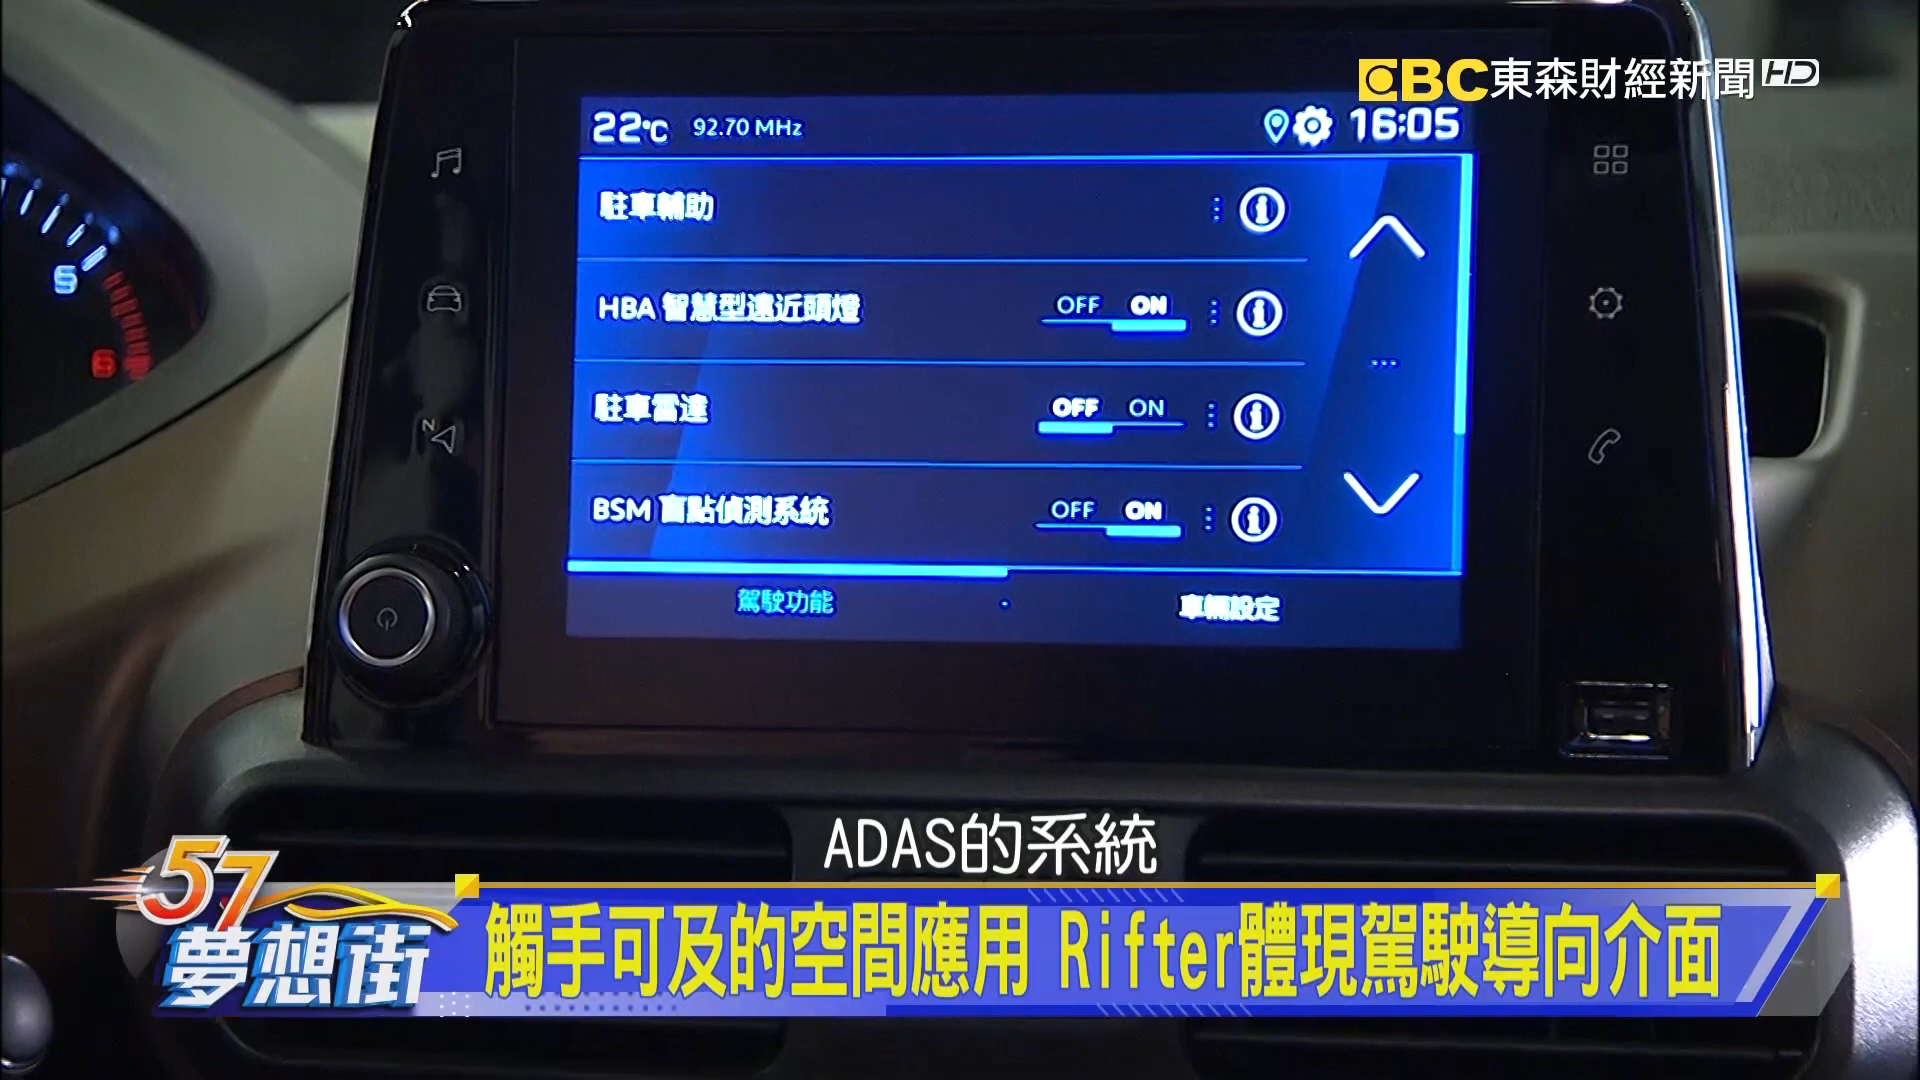 EBC東森財經新聞HD
22°C 92.70 MHz 16:05
駐車輔助
HBA 智慧型遠近頭燈 OFF ON
駐車雷達 OFF ON
BSM 盲點偵測系統 OFF ON
駕駛功能 車輛設定
N
5
6
ADAS的系統
57夢想街
觸手可及的空間應用 Rifter體現駕駛導向介面